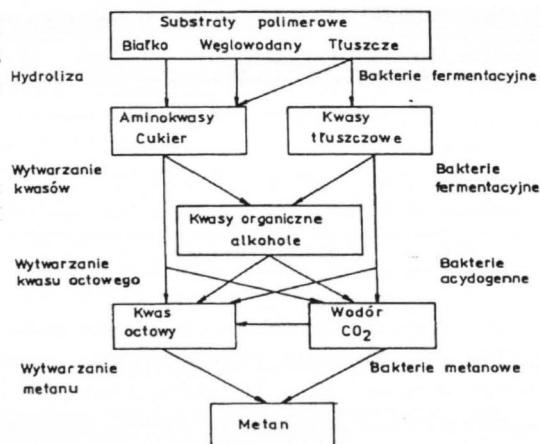 Substraty polimerowe
Białko Węglowodany Tłuszcze
Hydroliza
Bakterie fermentacyjne
Aminokwasy
Cukier
Kwasy
tłuszczowe
Wytwarzanie
kwasów
Bakterie
fermentacyjne
Kwasy organiczne
alkohole
Wytwarzanie
kwasu octowego
Bakterie
acydogenne
Kwas
octowy
Wodór
CO2
Wytwarzanie
metanu
Bakterie metanowe
Metan